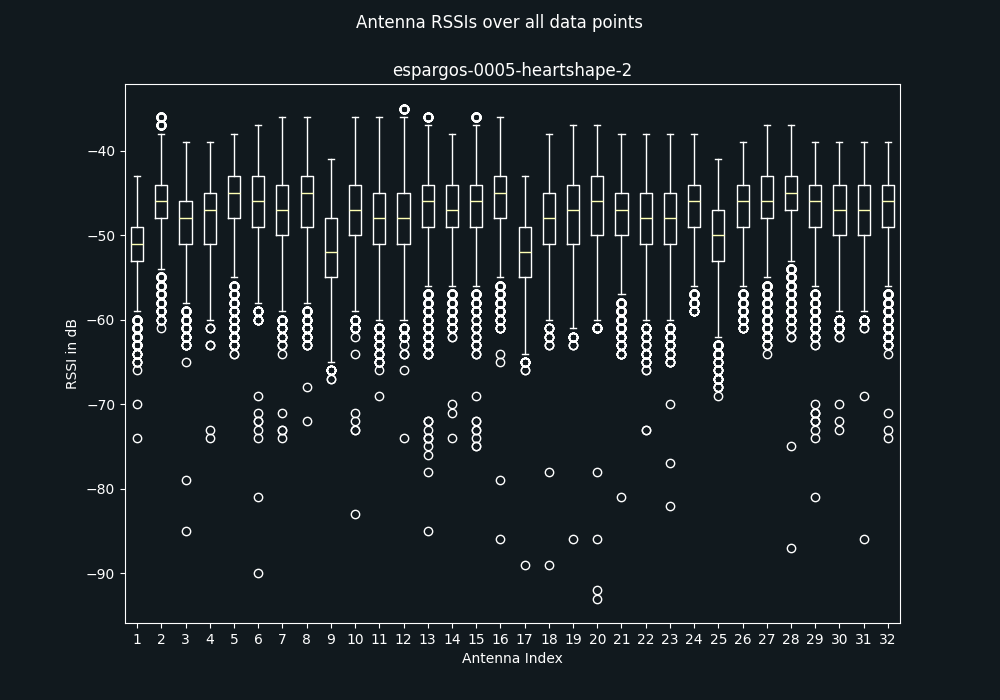 Antenna RSSIs over all data points
espargos-0005-heartshape-2
RSSI in dB
−40
−50
−60
−70
−80
−90
1 2 3 4 5 6 7 8 9 10 11 12 13 14 15 16 17 18 19 20 21 22 23 24 25 26 27 28 29 30 31 32
Antenna Index